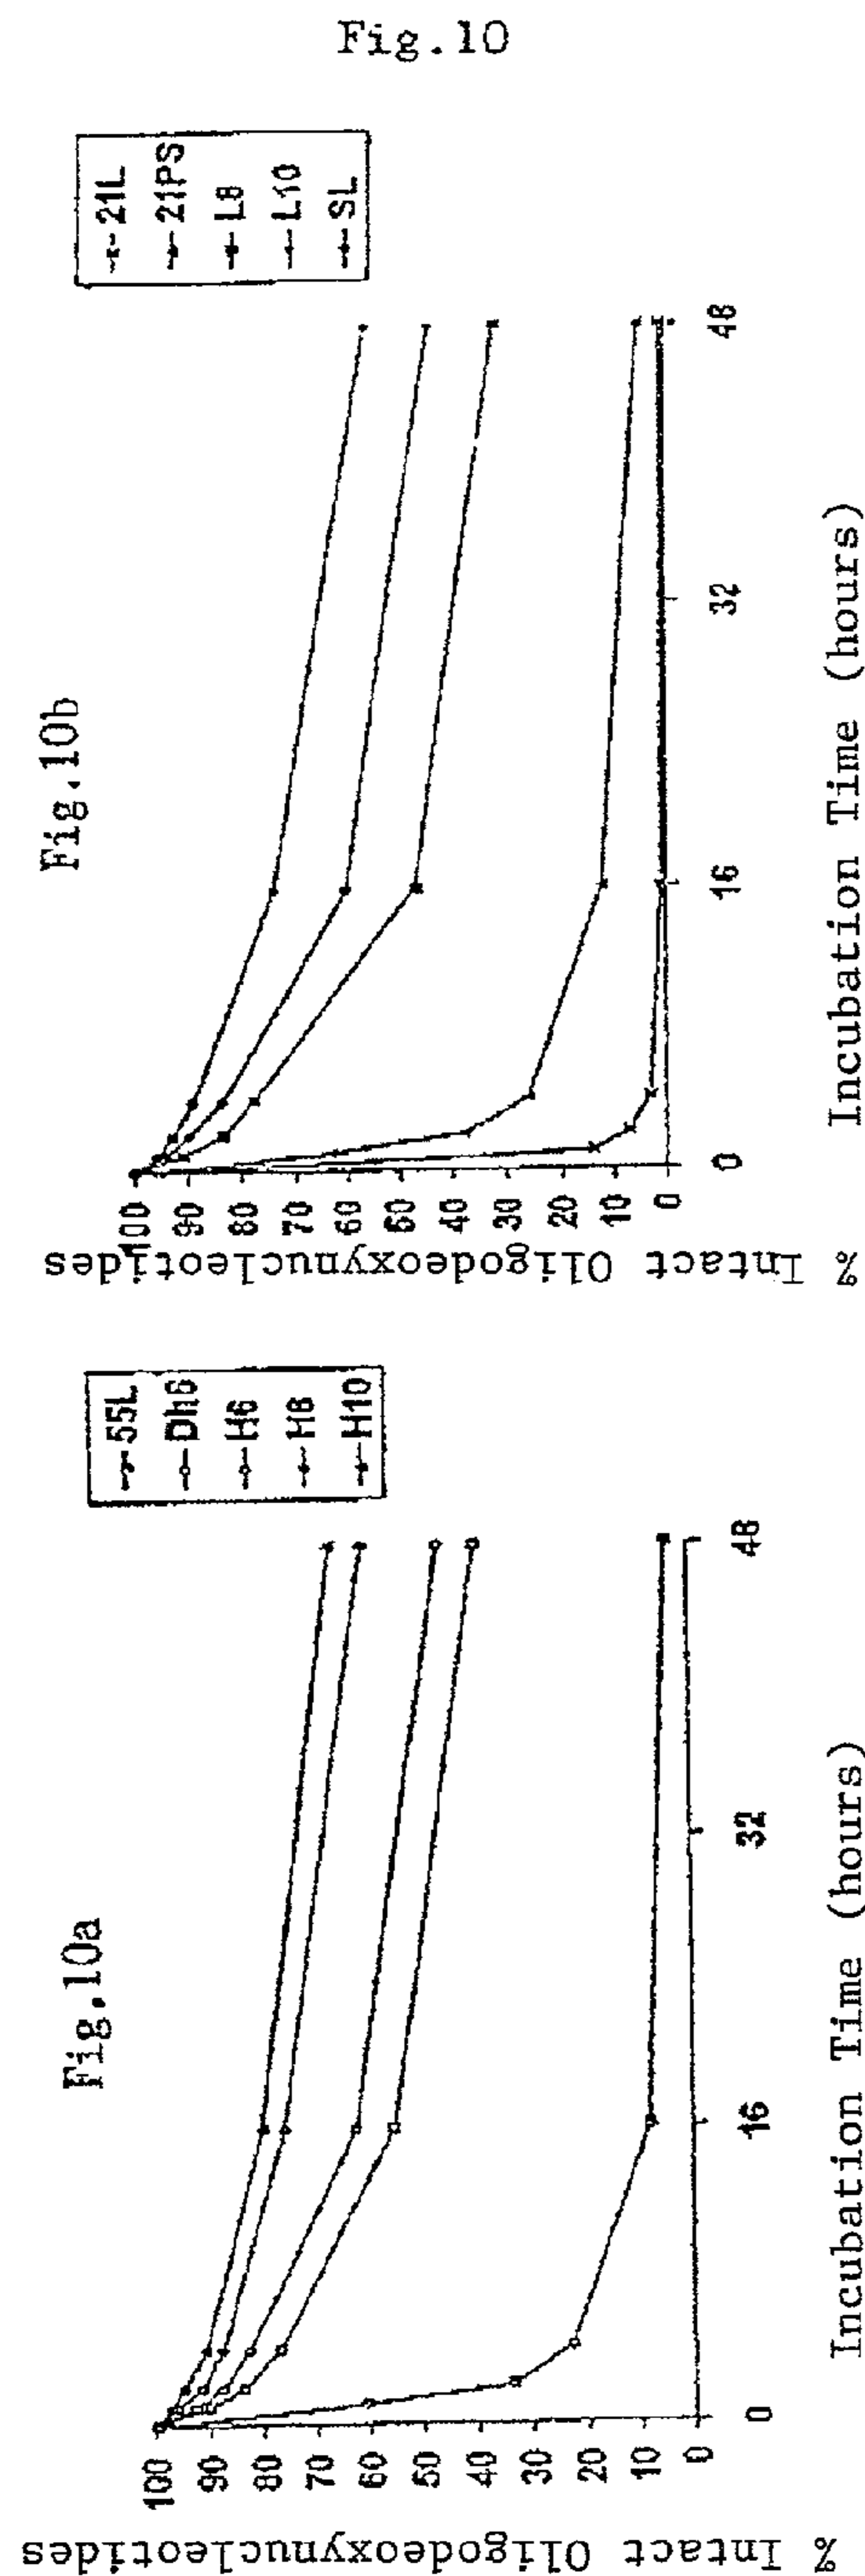 Fig.10
Fig.10a
% Intact Oligodeoxynucleotides
100
90
80
70
60
50
40
30
20
10
0
0
16
32
48
Incubation Time (hours)
55L
Dh6
H6
H8
H10
Fig.10b
% Intact Oligodeoxynucleotides
100
90
80
70
60
50
40
30
20
10
0
0
16
32
48
Incubation Time (hours)
21L
21PS
L8
L10
SL